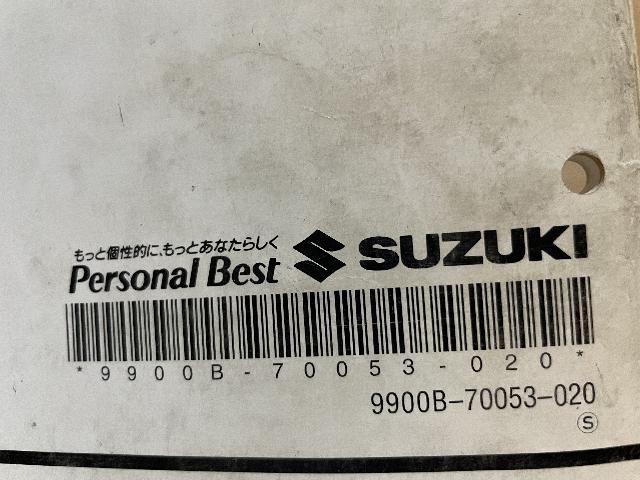 もっと個性的に、もっとあなたらしく
Personal Best SUZUKI
*9900B-70053-020*
9900B-70053-020
S